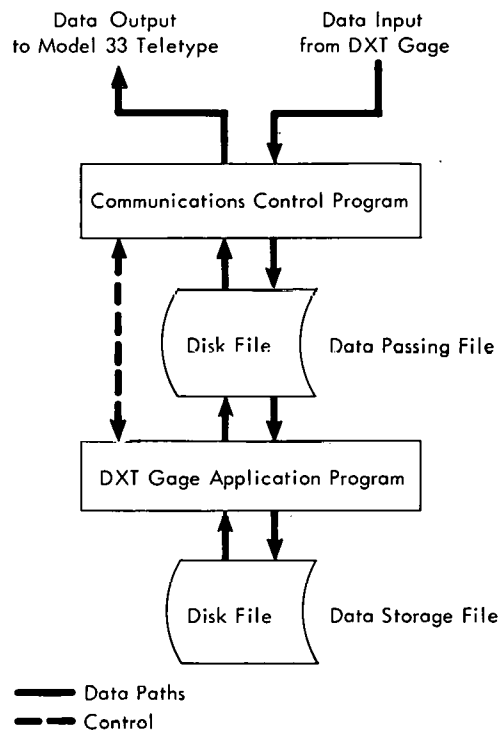 Data Output
to Model 33 Teletype
Data Input
from DXT Gage
Communications Control Program
Disk File
Data Passing File
DXT Gage Application Program
Disk File
Data Storage File
Data Paths
Control